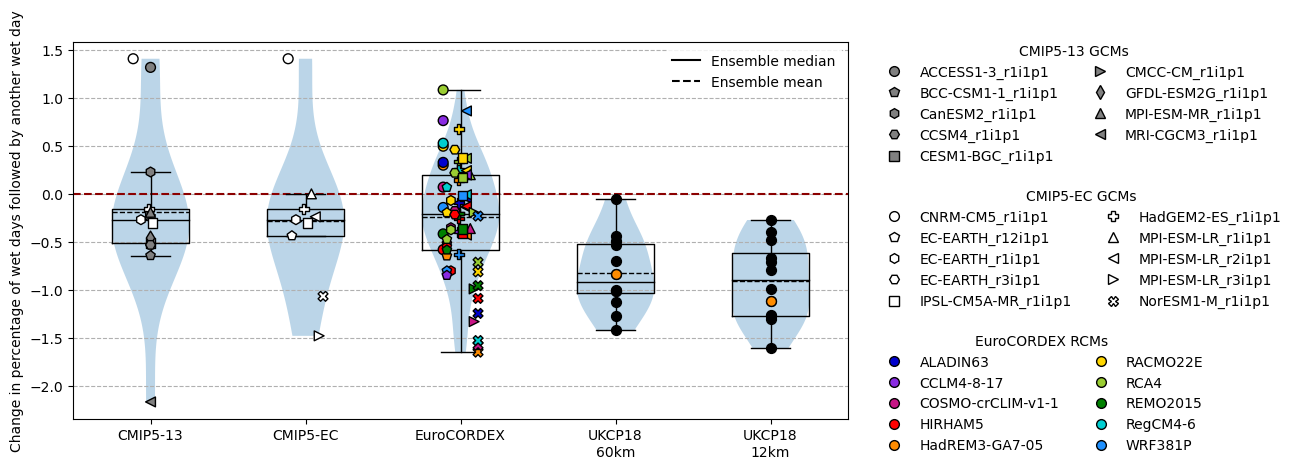 Change in percentage of wet days followed by another wet day
1.5
1.0
0.5
0.0
−0.5
−1.0
−1.5
−2.0
Ensemble median
Ensemble mean
CMIP5-13
CMIP5-EC
EuroCORDEX
UKCP18
60km
UKCP18
12km
CMIP5-13 GCMs
ACCESS1-3_r1i1p1
BCC-CSM1-1_r1i1p1
CanESM2_r1i1p1
CCSM4_r1i1p1
CESM1-BGC_r1i1p1
CMCC-CM_r1i1p1
GFDL-ESM2G_r1i1p1
MPI-ESM-MR_r1i1p1
MRI-CGCM3_r1i1p1
CMIP5-EC GCMs
CNRM-CM5_r1i1p1
EC-EARTH_r12i1p1
EC-EARTH_r1i1p1
EC-EARTH_r3i1p1
IPSL-CM5A-MR_r1i1p1
HadGEM2-ES_r1i1p1
MPI-ESM-LR_r1i1p1
MPI-ESM-LR_r2i1p1
MPI-ESM-LR_r3i1p1
NorESM1-M_r1i1p1
EuroCORDEX RCMs
ALADIN63
CCLM4-8-17
COSMO-crCLIM-v1-1
HIRHAM5
HadREM3-GA7-05
RACMO22E
RCA4
REMO2015
RegCM4-6
WRF381P